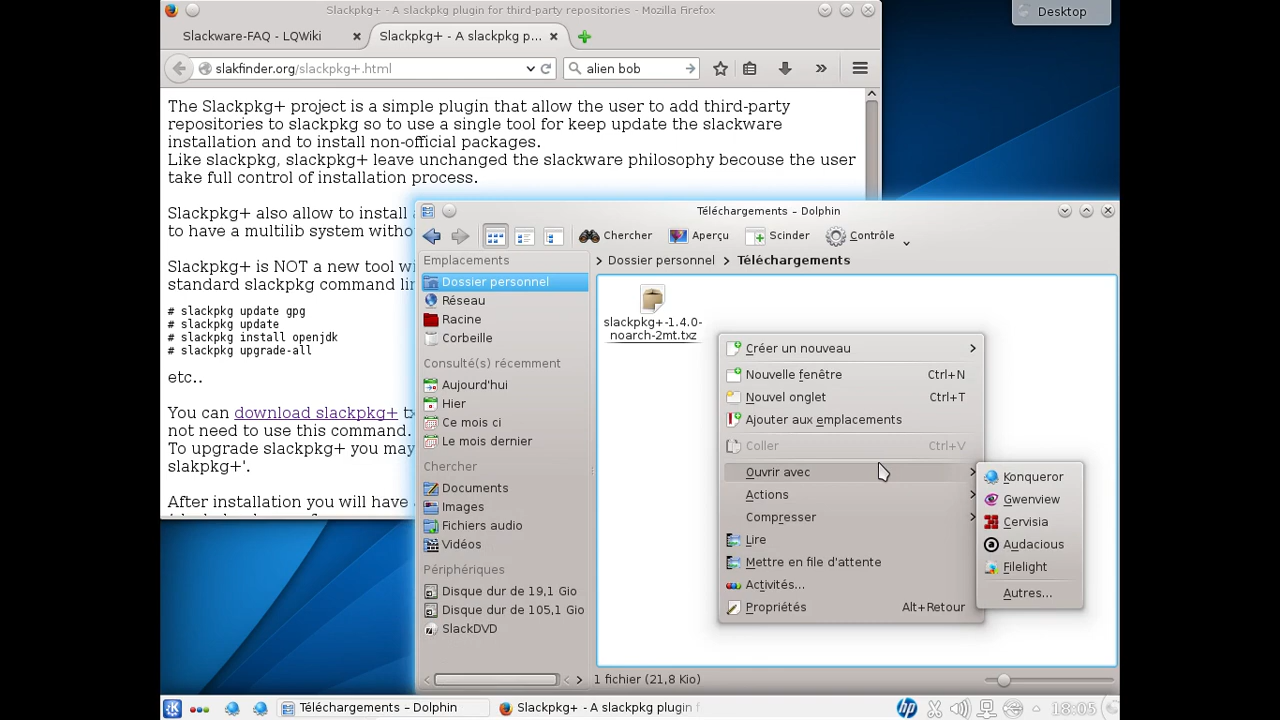 Slackpkg+ - A slackpkg plugin for third-party repositories - Mozilla Firefox
Desktop
Slackware-FAQ - LQWiki
Slackpkg+ - A slackpkg p...
slakfinder.org/slackpkg+.html
alien bob
The Slackpkg+ project is a simple plugin that allow the user to add third-party
repositories to slackpkg so to use a single tool for keep update the slackware
installation and to install non-official packages.
Like slackpkg, slackpkg+ leave unchanged the slackware philosophy becouse the user
take full control of installation process.
Slackpkg+ also allow to install
to have a multilib system witho
Slackpkg+ is NOT a new tool w
standard slackpkg command li
# slackpkg update gpg
# slackpkg update
# slackpkg install openjdk
# slackpkg upgrade-all
etc..
You can download slackpkg+ t
not need to use this command.
To upgrade slackpkg+ you may
slakpkg+'.
After installation you will have
Téléchargements – Dolphin
Chercher
Aperçu
Scinder
Contrôle
Emplacements
Dossier personnel
Réseau
Racine
Corbeille
Consulté(s) récemment
Aujourd'hui
Hier
Ce mois ci
Le mois dernier
Chercher
Documents
Images
Fichiers audio
Vidéos
Périphériques
Disque dur de 19,1 Gio
Disque dur de 105,1 Gio
SlackDVD
> Dossier personnel > Téléchargements
slackpkg+-1.4.0-
noarch-2mt.txz
Créer un nouveau
Nouvelle fenêtre Ctrl+N
Nouvel onglet Ctrl+T
Ajouter aux emplacements
Coller Ctrl+V
Ouvrir avec
Actions
Compresser
Lire
Mettre en file d'attente
Activités...
Propriétés Alt+Retour
Konqueror
Gwenview
Cervisia
Audacious
Filelight
Autres...
1 fichier (21,8 Kio)
Téléchargements – Dolphin
Slackpkg+ - A slackpkg plugin f
hp
18:05